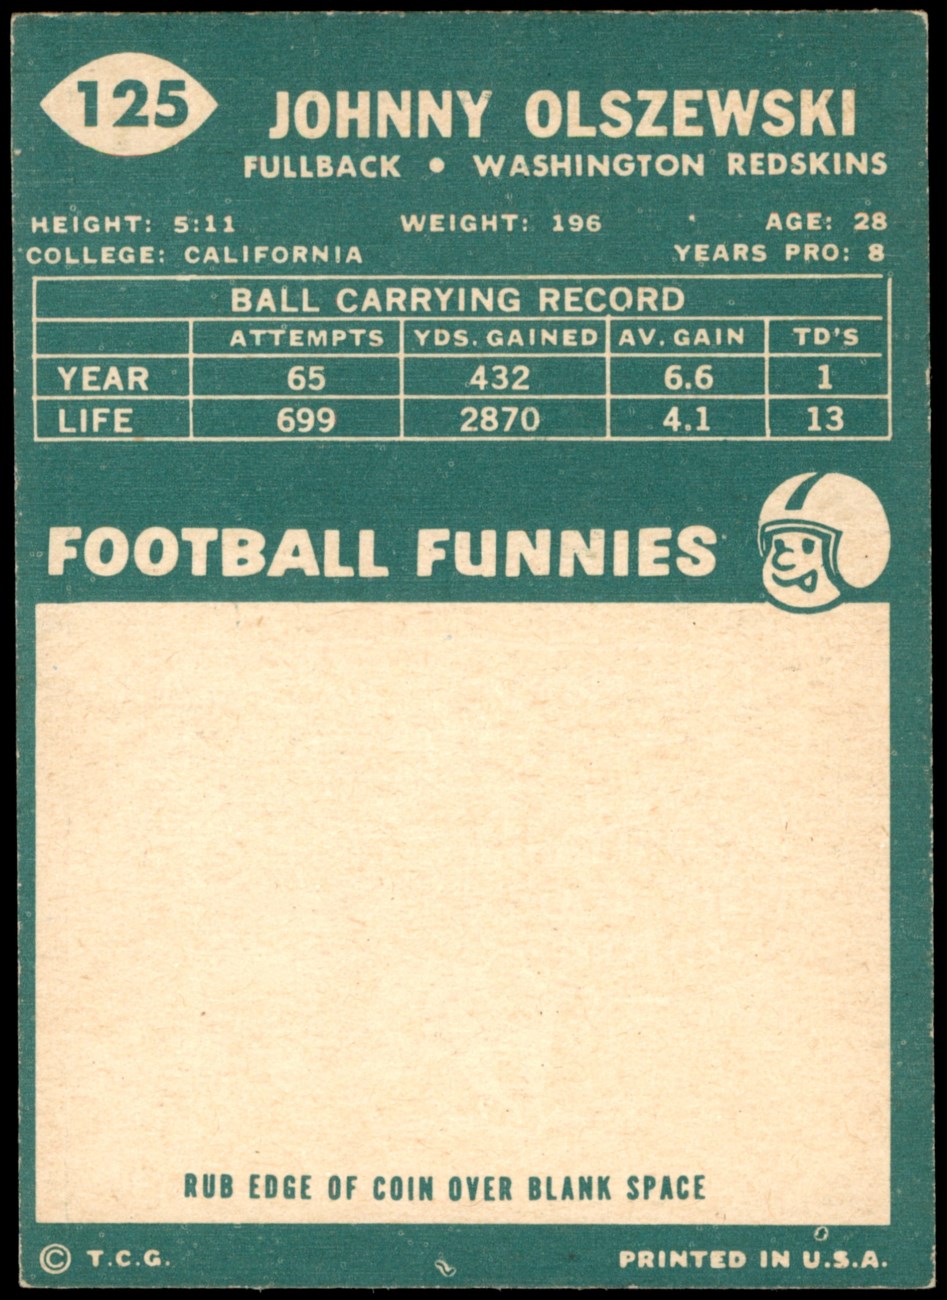 125
JOHNNY OLSZEWSKI
FULLBACK • WASHINGTON REDSKINS
HEIGHT: 5:11 WEIGHT: 196 AGE: 28
COLLEGE: CALIFORNIA YEARS PRO: 8
BALL CARRYING RECORD
ATTEMPTS YDS. GAINED AV. GAIN TD'S
YEAR 65 432 6.6 1
LIFE 699 2870 4.1 13
FOOTBALL FUNNIES
RUB EDGE OF COIN OVER BLANK SPACE
© T.C.G. PRINTED IN U.S.A.